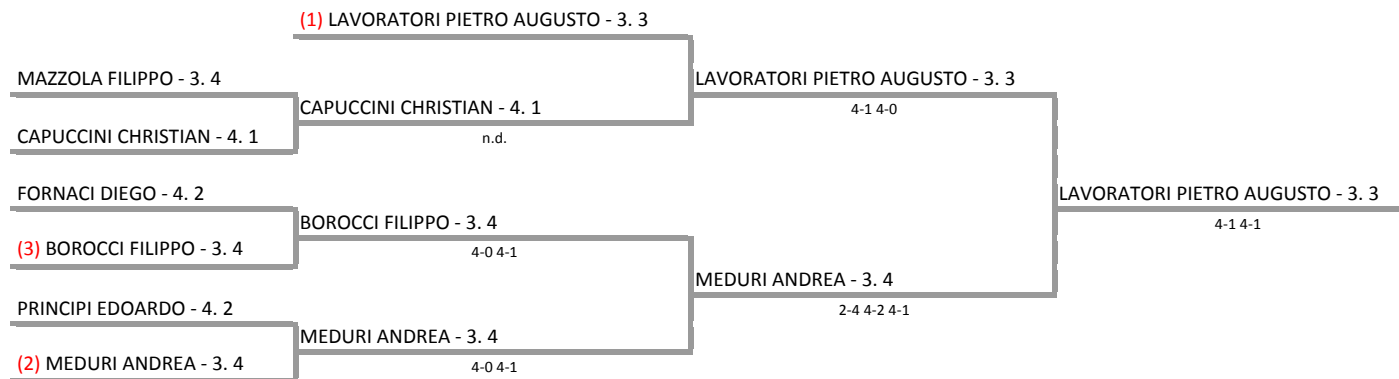 (1) LAVORATORI PIETRO AUGUSTO - 3. 3
MAZZOLA FILIPPO - 3. 4
LAVORATORI PIETRO AUGUSTO - 3. 3
CAPUCCINI CHRISTIAN - 4. 1
4-1 4-0
CAPUCCINI CHRISTIAN - 4. 1
n.d.
FORNACI DIEGO - 4. 2
LAVORATORI PIETRO AUGUSTO - 3. 3
BOROCCI FILIPPO - 3. 4
4-1 4-1
(3) BOROCCI FILIPPO - 3. 4
4-0 4-1
MEDURI ANDREA - 3. 4
PRINCIPI EDOARDO - 4. 2
2-4 4-2 4-1
MEDURI ANDREA - 3. 4
(2) MEDURI ANDREA - 3. 4
4-0 4-1